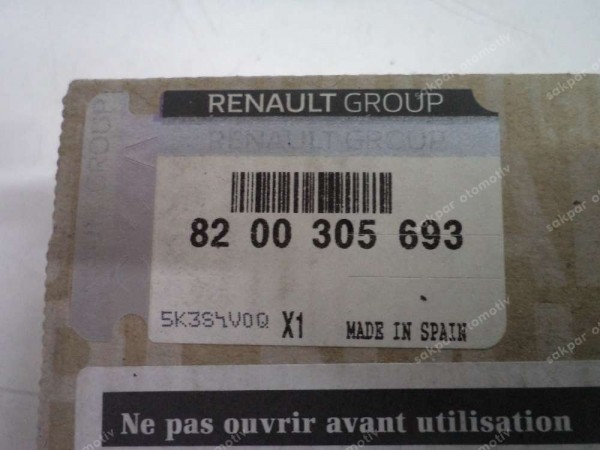 RENAULT GROUP
RENAULT GROUP
GROUP
82 00 305 693
X1
MADE IN SPAIN
Ne pas ouvrir avant utilisation
sakpar otomotiv